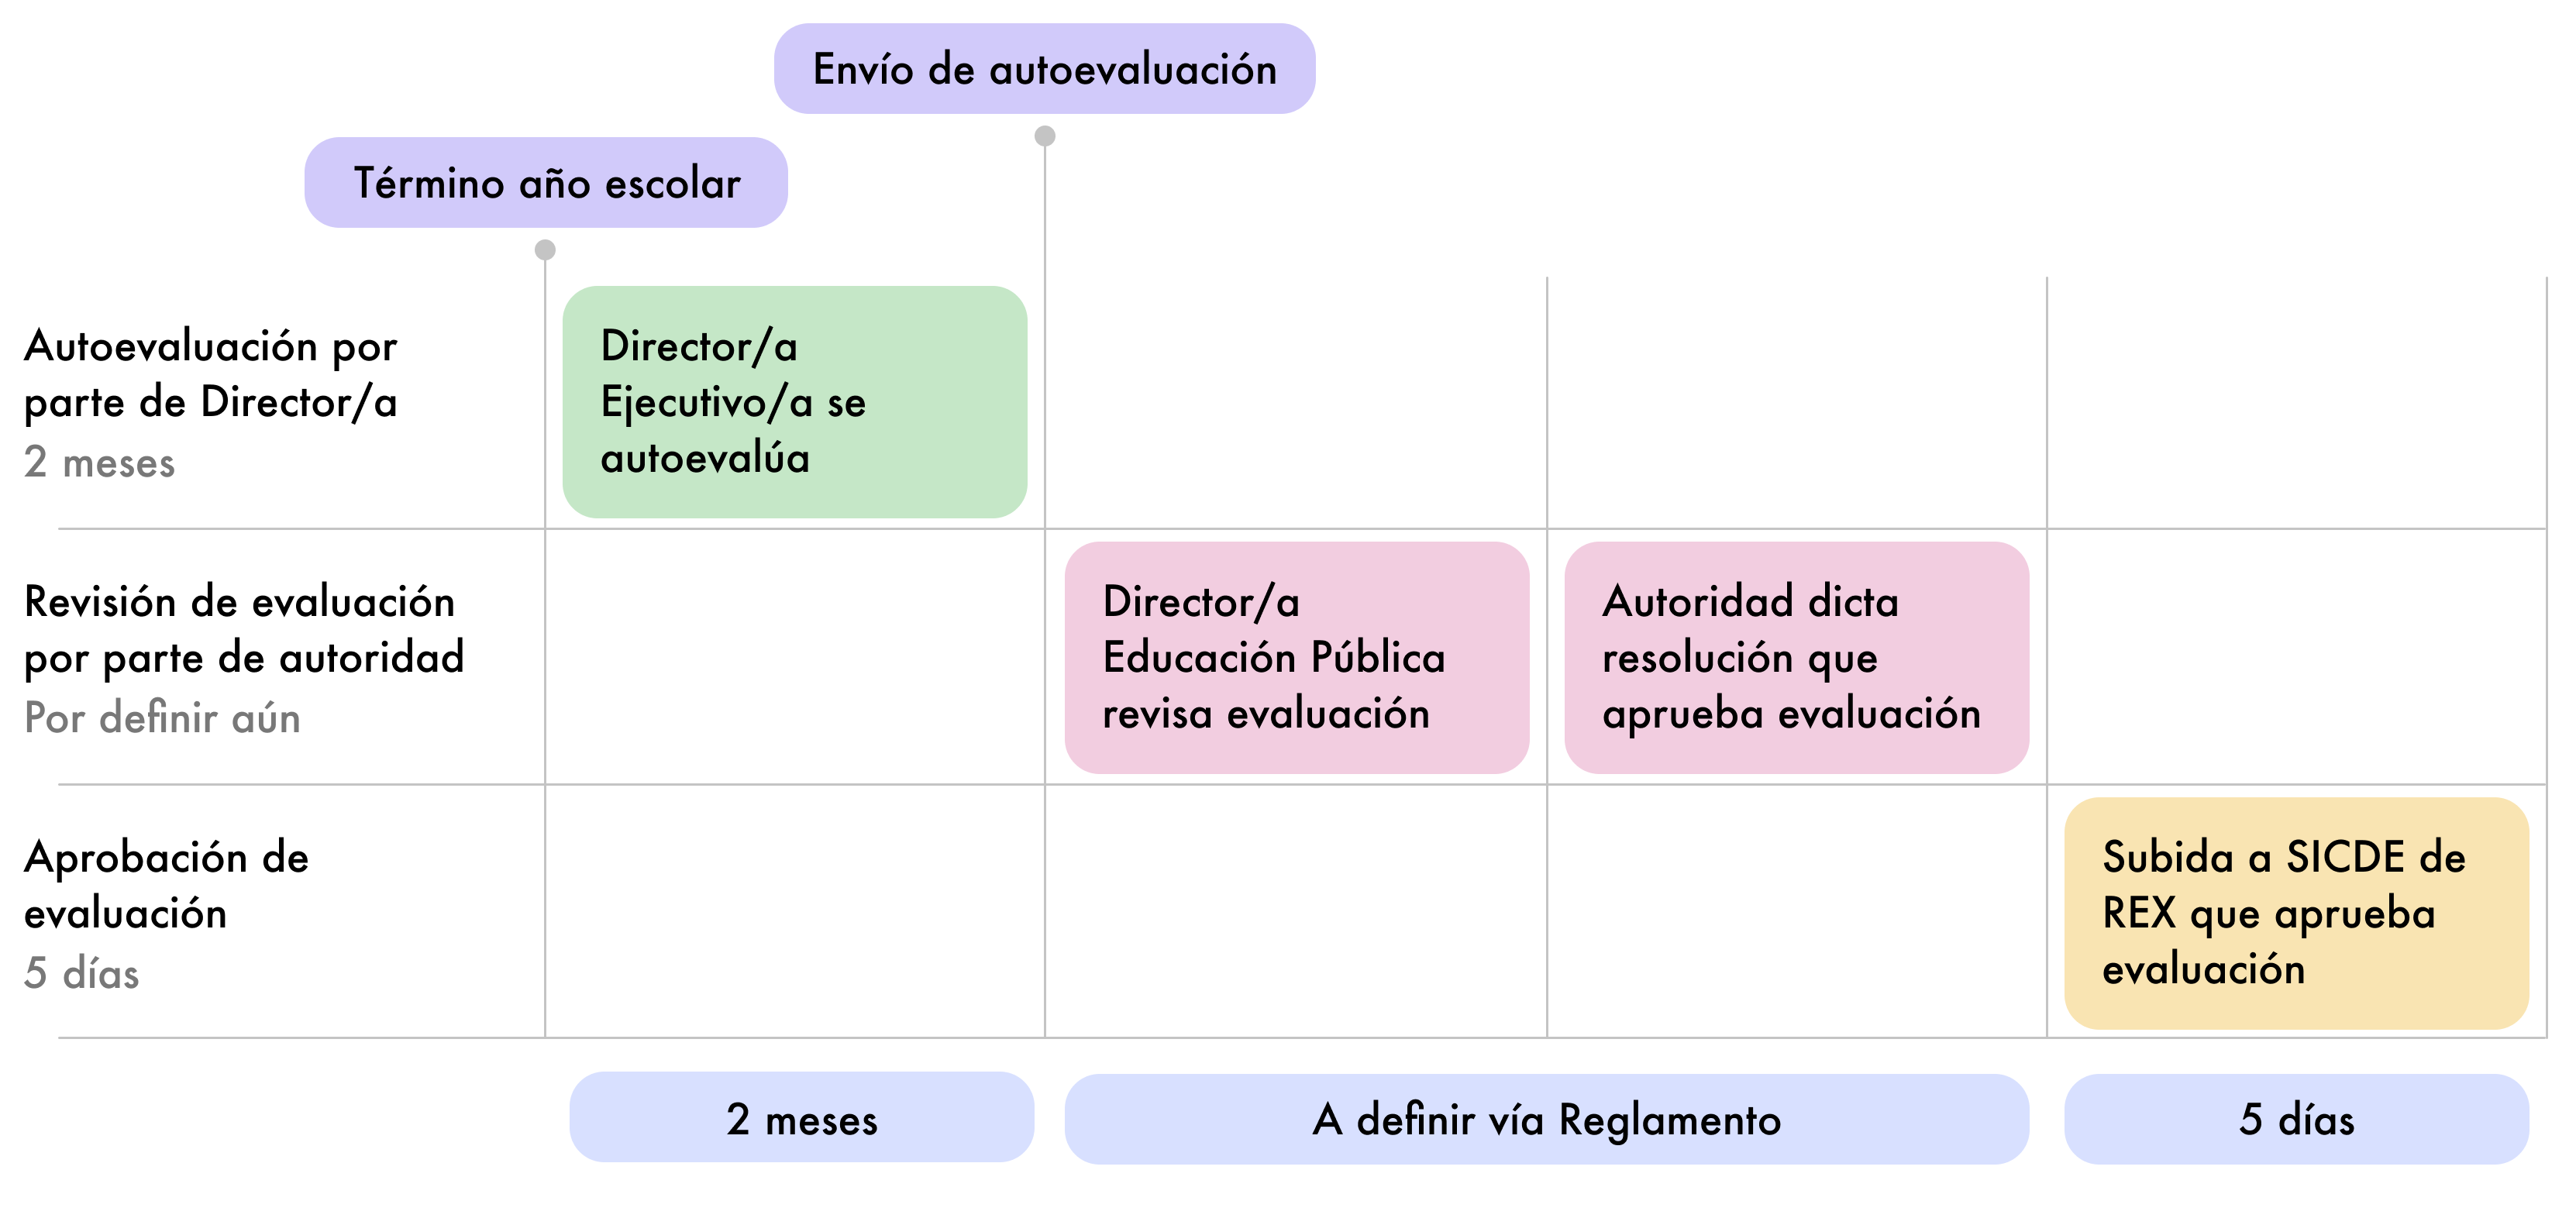 Envío de autoevaluación
Término año escolar
Autoevaluación por
parte de Director/a
2 meses
Director/a
Ejecutivo/a se
autoevalúa
Revisión de evaluación
por parte de autoridad
Por definir aún
Director/a
Educación Pública
revisa evaluación
Autoridad dicta
resolución que
aprueba evaluación
Aprobación de
evaluación
5 días
Subida a SICDE de
REX que aprueba
evaluación
2 meses
A definir vía Reglamento
5 días